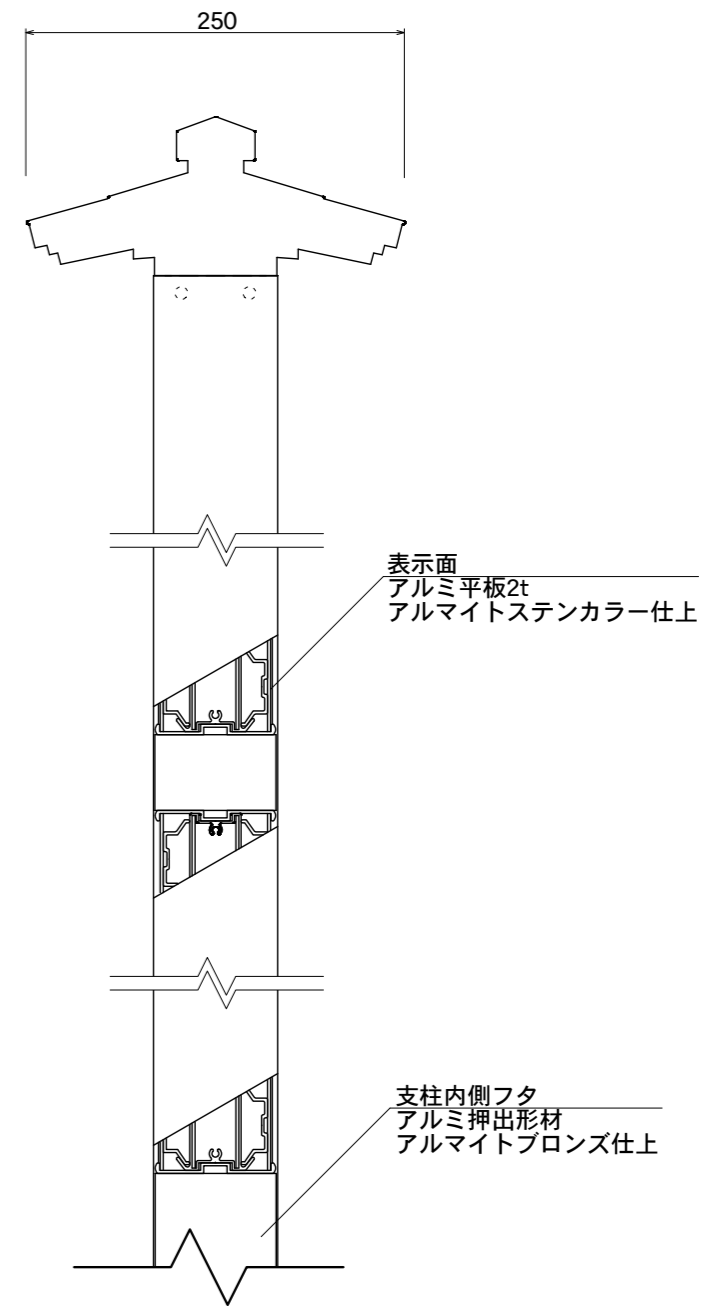 250
表示面
アルミ平板2t
アルマイトステンカラー仕上
支柱内側フタ
アルミ押出形材
アルマイトブロンズ仕上